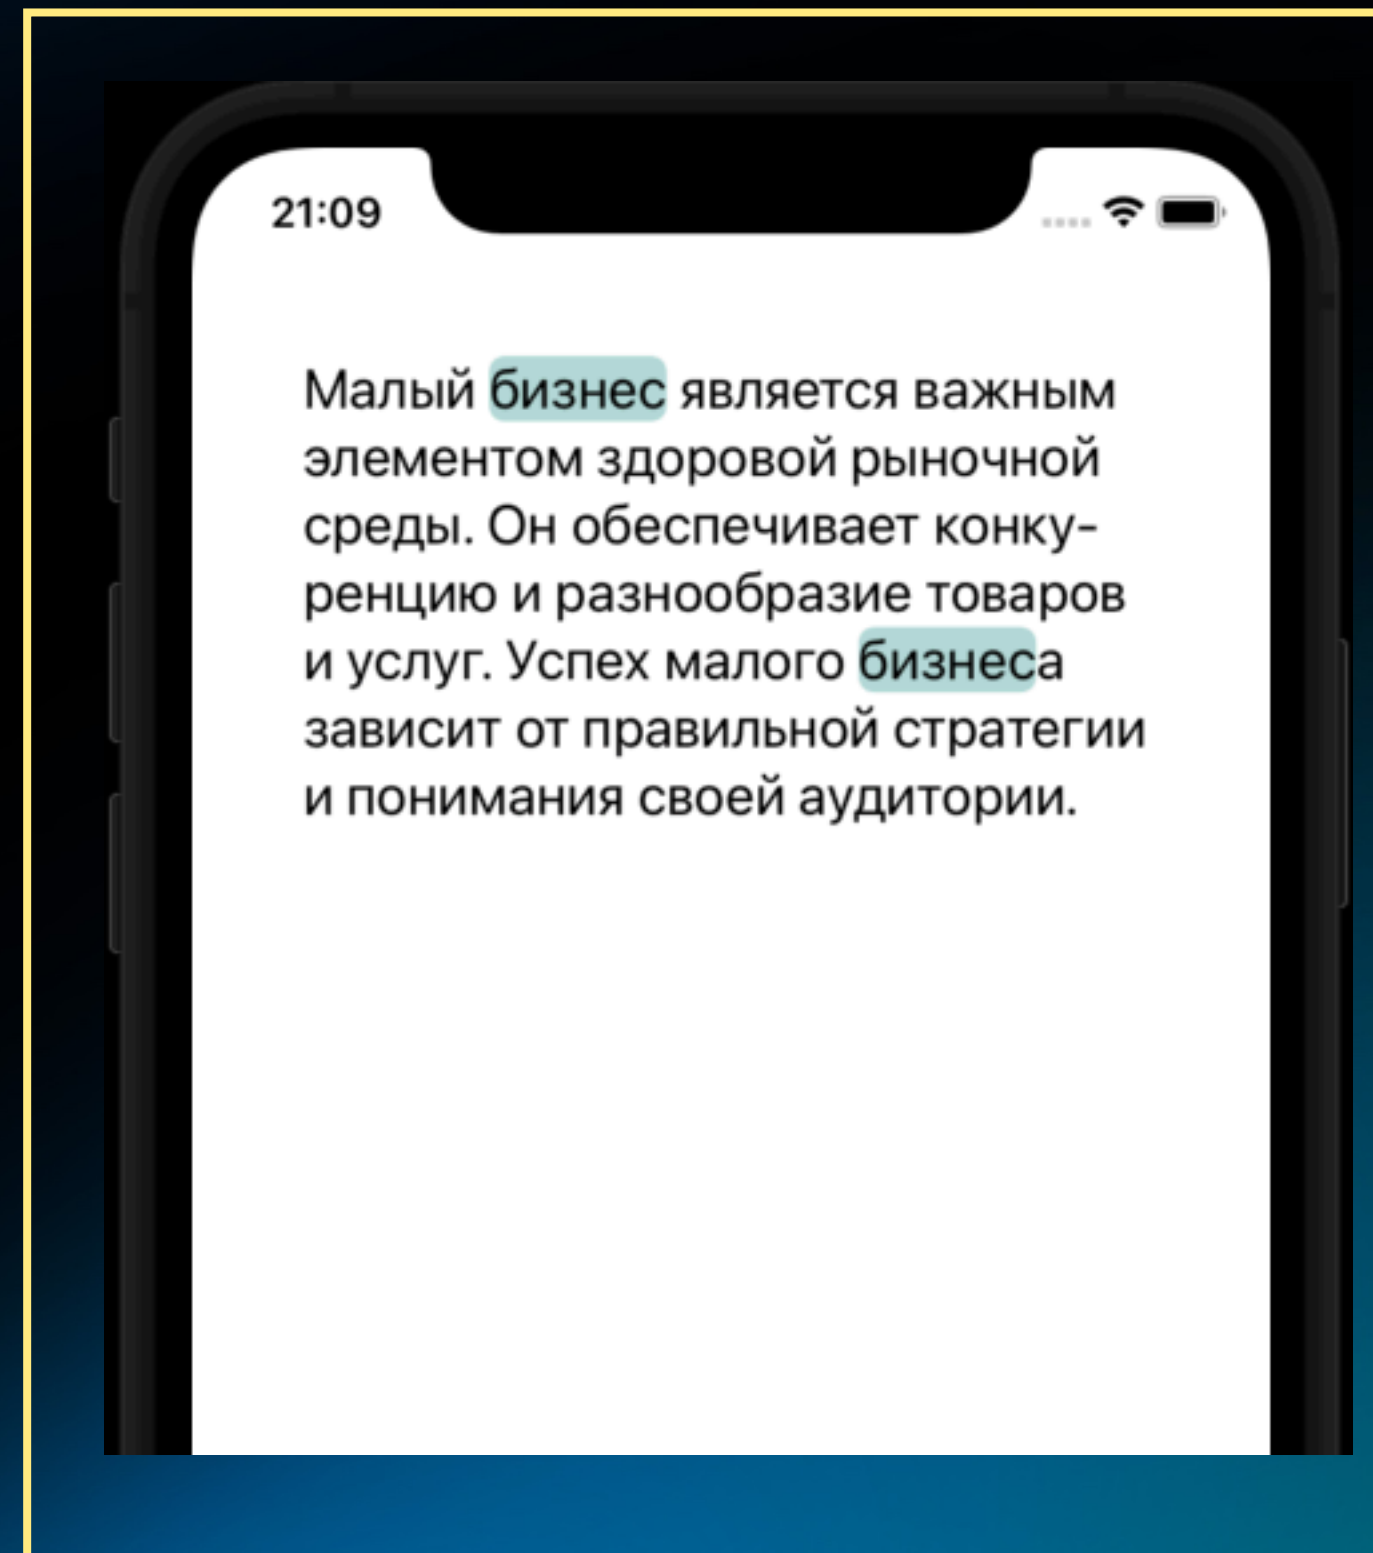 21:09
Малый бизнес является важным
элементом здоровой рыночной
среды. Он обеспечивает конку-
ренцию и разнообразие товаров
и услуг. Успех малого бизнеса
зависит от правильной стратегии
и понимания своей аудитории.